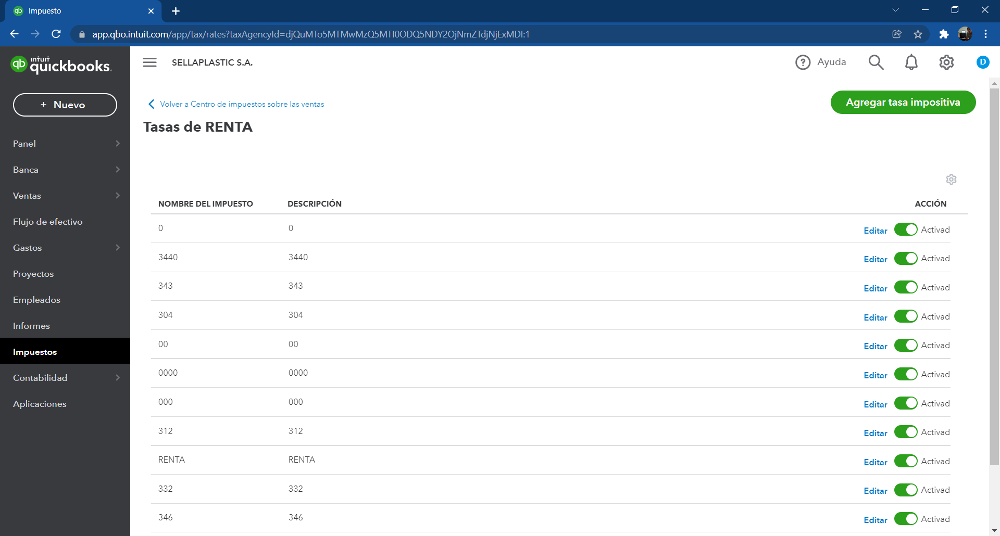 Impuesto
app.qbo.intuit.com/app/tax/rates?taxAgencyId=djQuMTo5MTMwMzQ5MTI0ODQ5NDY2OjNmZTdjNjExMDI:1
intuit
quickbooks.
SELLAPLASTIC S.A.
Ayuda
D
+ Nuevo
Panel
Banca
Ventas
Flujo de efectivo
Gastos
Proyectos
Empleados
Informes
Impuestos
Contabilidad
Aplicaciones
Volver a Centro de impuestos sobre las ventas
Agregar tasa impositiva
Tasas de RENTA
NOMBRE DEL IMPUESTO DESCRIPCIÓN ACCIÓN
0 0 Editar Activad
3440 3440 Editar Activad
343 343 Editar Activad
304 304 Editar Activad
00 00 Editar Activad
0000 0000 Editar Activad
000 000 Editar Activad
312 312 Editar Activad
RENTA RENTA Editar Activad
332 332 Editar Activad
346 346 Editar Activad